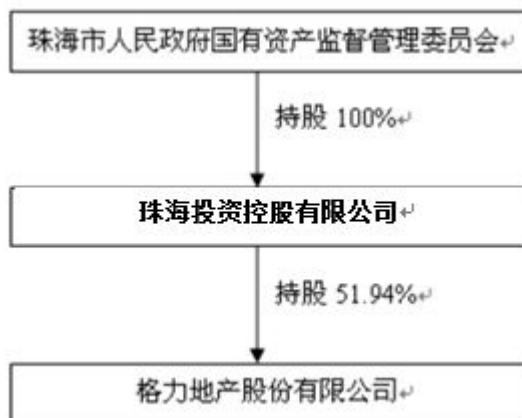 珠海市人民政府国有资产监督管理委员会↵
持股 100%↵
珠海投资控股有限公司↵
持股 51.94%↵
格力地产股份有限公司↵